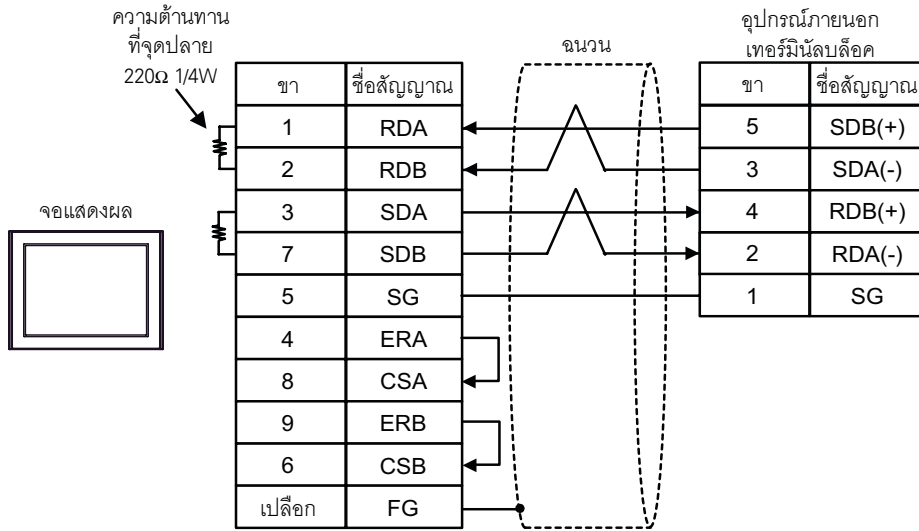 ความต้านทาน
ที่จุดปลาย
220Ω 1/4W
จอแสดงผล
ขา ชื่อสัญญาณ
1 RDA
2 RDB
3 SDA
7 SDB
5 SG
4 ERA
8 CSA
9 ERB
6 CSB
เปลือก FG
ฉนวน
อุปกรณ์ภายนอก
เทอร์มินัลบล็อค
ขา ชื่อสัญญาณ
5 SDB(+)
3 SDA(-)
4 RDB(+)
2 RDA(-)
1 SG